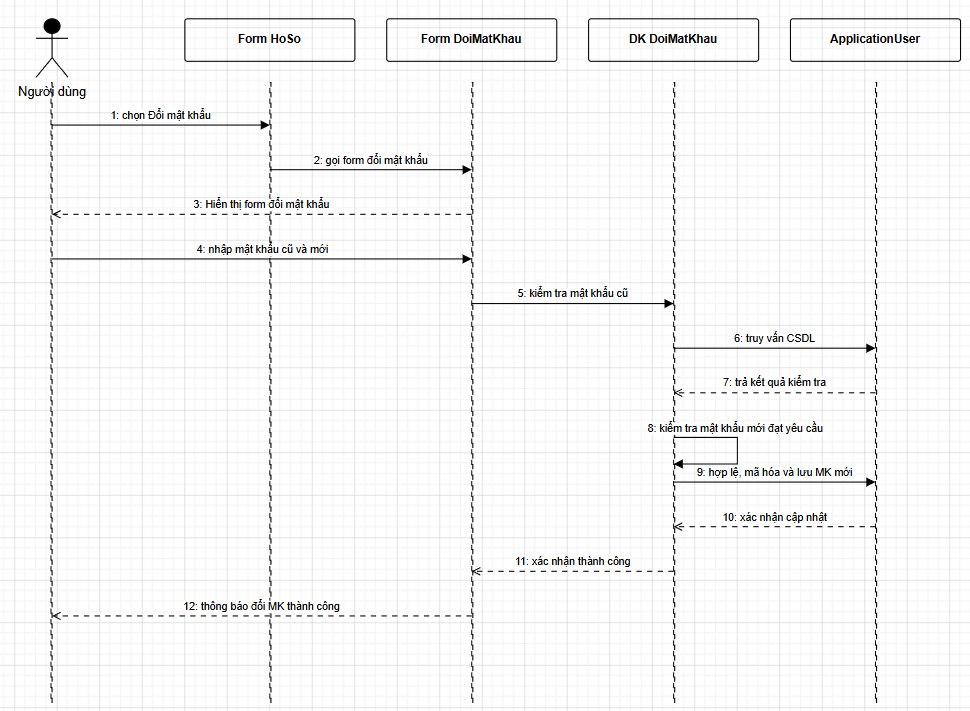 Form HoSo
Form DoiMatKhau
DK DoiMatKhau
ApplicationUser
Người dùng
1: chọn Đổi mật khẩu
2: gọi form đổi mật khẩu
3: Hiển thị form đổi mật khẩu
4: nhập mật khẩu cũ và mới
5: kiểm tra mật khẩu cũ
6: truy vấn CSDL
7: trả kết quả kiểm tra
8: kiểm tra mật khẩu mới đạt yêu cầu
9: hợp lệ, mã hóa và lưu MK mới
10: xác nhận cập nhật
11: xác nhận thành công
12: thông báo đổi MK thành công